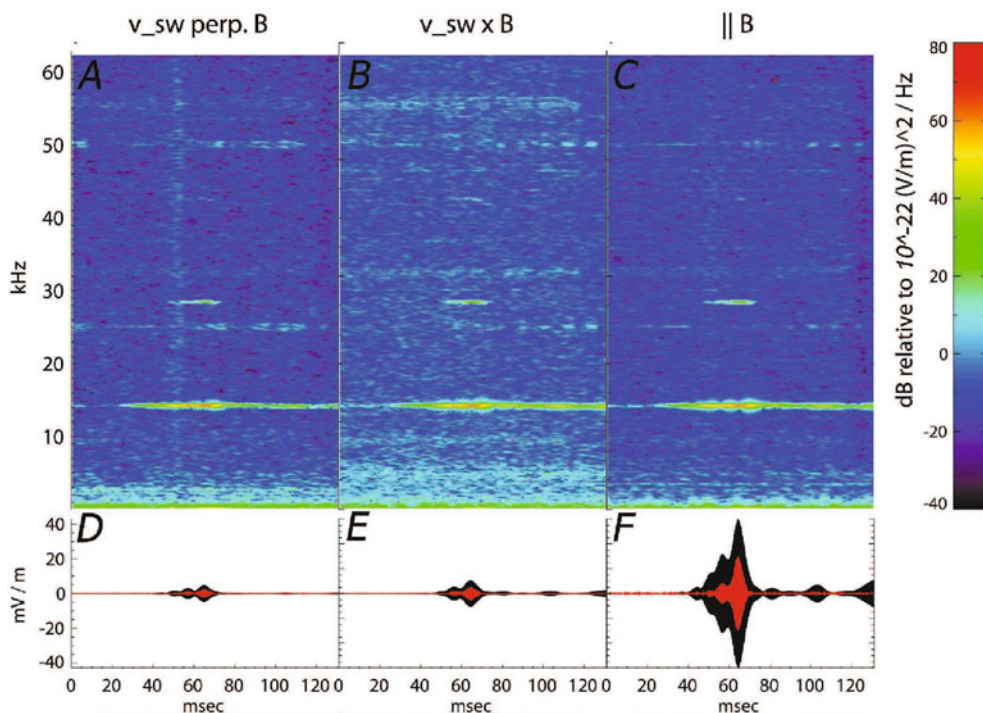 v_sw perp. B
v_sw x B
|| B
A
B
C
60
50
40
30
20
10
kHz
80
60
40
20
0
-20
-40
dB relative to 10^-22 (V/m)^2 / Hz
D
E
F
40
20
0
-20
-40
mV / m
0 20 40 60 80 100 120 0 20 40 60 80 100 120 0 20 40 60 80 100 120
msec msec msec